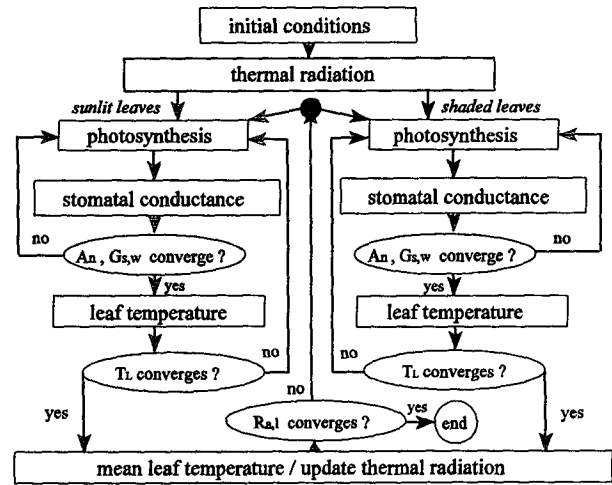 initial conditions
thermal radiation
sunlit leaves
shaded leaves
photosynthesis
photosynthesis
stomatal conductance
stomatal conductance
no
An , Gs,w converge ?
An , Gs,w converge ?
no
yes
yes
leaf temperature
leaf temperature
no
no
TL converges ?
TL converges ?
no
yes
Ra,l converges ?
yes
end
yes
mean leaf temperature / update thermal radiation